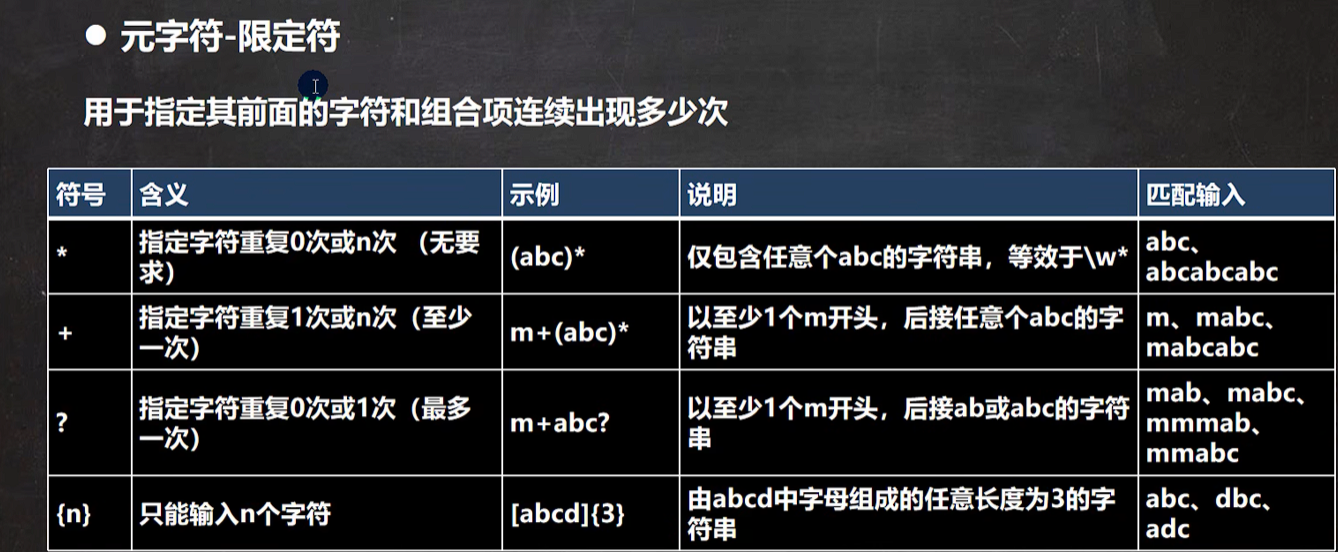 ● 元字符-限定符
用于指定其前面的字符和组合项连续出现多少次
符号 含义 示例 说明 匹配输入
* 指定字符重复0次或n次 （无要 (abc)* 仅包含任意个abc的字符串，等效于\w* abc、
求） abcabcabc
+ 指定字符重复1次或n次（至少 m+(abc)* 以至少1个m开头，后接任意个abc的字 m、mabc、
一次） 符串 mabcabc
? 指定字符重复0次或1次（最多 m+abc? 以至少1个m开头，后接ab或abc的字符 mab、mabc、
一次） 串 mmmab、
mmabc
{n} 只能输入n个字符 [abcd]{3} 由abcd中字母组成的任意长度为3的字 abc、dbc、
符串 adc